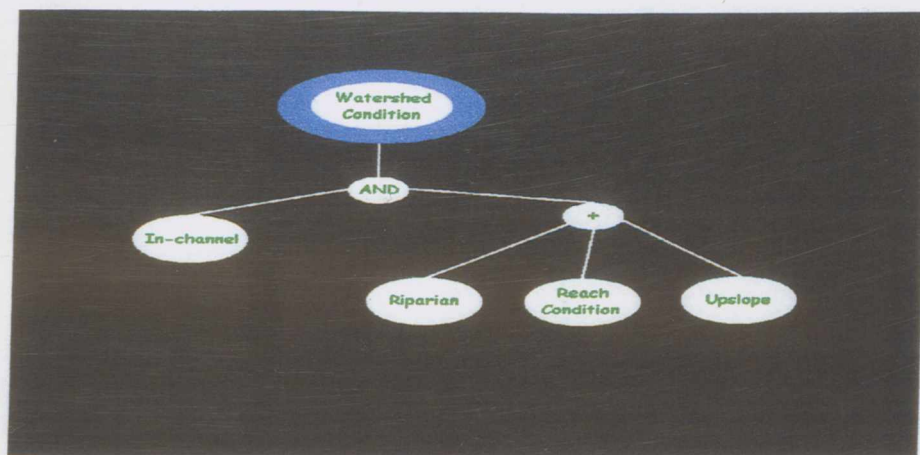 Watershed
Condition
AND
+
In-channel
Riparian
Reach
Condition
Upslope